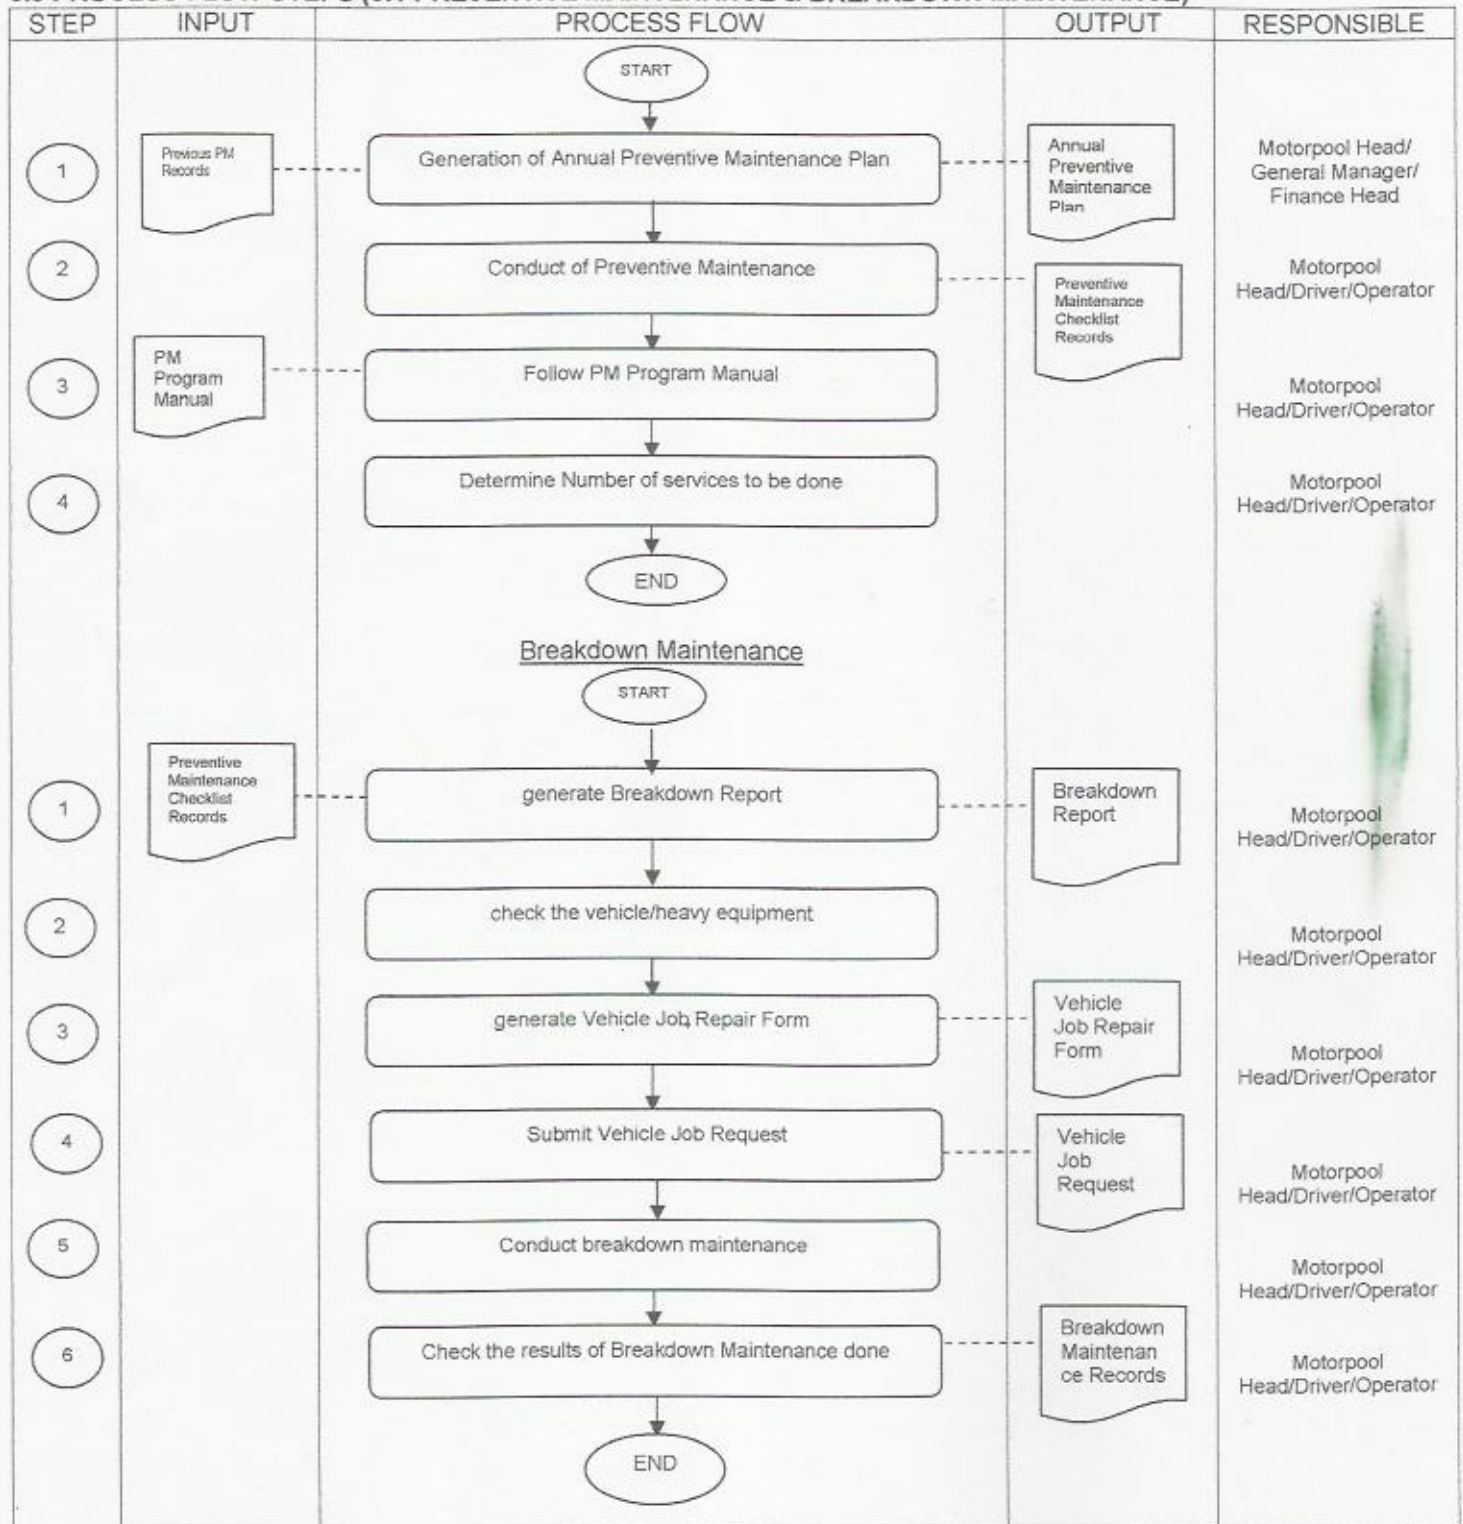 STEP INPUT PROCESS FLOW OUTPUT RESPONSIBLE
START
1
Previous PM
Records
Generation of Annual Preventive Maintenance Plan
Annual
Preventive
Maintenance
Plan
Motorpool Head/
General Manager/
Finance Head
2
Conduct of Preventive Maintenance
Preventive
Maintenance
Checklist
Records
Motorpool
Head/Driver/Operator
3
PM
Program
Manual
Follow PM Program Manual
Motorpool
Head/Driver/Operator
4
Determine Number of services to be done
Motorpool
Head/Driver/Operator
END
Breakdown Maintenance
START
1
Preventive
Maintenance
Checklist
Records
generate Breakdown Report
Breakdown
Report
Motorpool
Head/Driver/Operator
2
check the vehicle/heavy equipment
Motorpool
Head/Driver/Operator
3
generate Vehicle Job Repair Form
Vehicle
Job Repair
Form
Motorpool
Head/Driver/Operator
4
Submit Vehicle Job Request
Vehicle
Job
Request
Motorpool
Head/Driver/Operator
5
Conduct breakdown maintenance
Motorpool
Head/Driver/Operator
6
Check the results of Breakdown Maintenance done
Breakdown
Maintenan
ce Records
Motorpool
Head/Driver/Operator
END